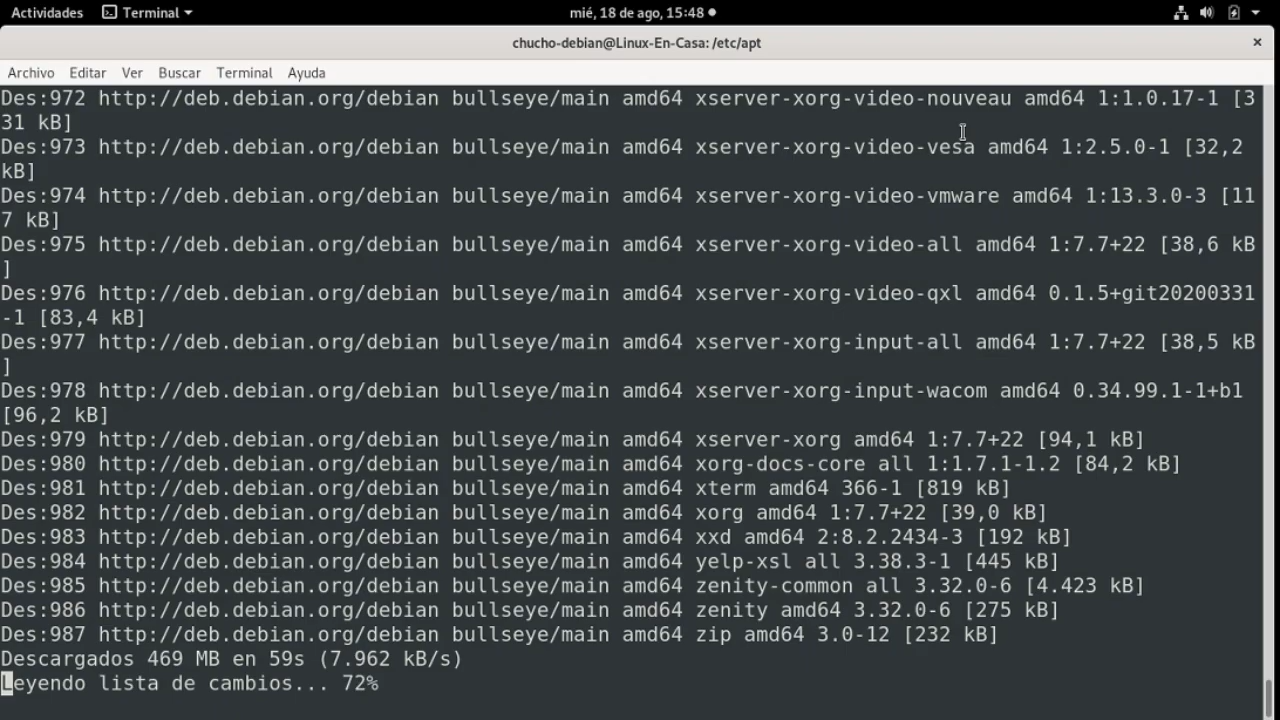 Actividades Terminal mié, 18 de ago, 15:48
chucho-debian@Linux-En-Casa: /etc/apt ×
Archivo Editar Ver Buscar Terminal Ayuda
Des:972 http://deb.debian.org/debian bullseye/main amd64 xserver-xorg-video-nouveau amd64 1:1.0.17-1 [3
31 kB]
Des:973 http://deb.debian.org/debian bullseye/main amd64 xserver-xorg-video-vesa amd64 1:2.5.0-1 [32,2
kB]
Des:974 http://deb.debian.org/debian bullseye/main amd64 xserver-xorg-video-vmware amd64 1:13.3.0-3 [11
7 kB]
Des:975 http://deb.debian.org/debian bullseye/main amd64 xserver-xorg-video-all amd64 1:7.7+22 [38,6 kB
]
Des:976 http://deb.debian.org/debian bullseye/main amd64 xserver-xorg-video-qxl amd64 0.1.5+git20200331
-1 [83,4 kB]
Des:977 http://deb.debian.org/debian bullseye/main amd64 xserver-xorg-input-all amd64 1:7.7+22 [38,5 kB
]
Des:978 http://deb.debian.org/debian bullseye/main amd64 xserver-xorg-input-wacom amd64 0.34.99.1-1+b1
[96,2 kB]
Des:979 http://deb.debian.org/debian bullseye/main amd64 xserver-xorg amd64 1:7.7+22 [94,1 kB]
Des:980 http://deb.debian.org/debian bullseye/main amd64 xorg-docs-core all 1:1.7.1-1.2 [84,2 kB]
Des:981 http://deb.debian.org/debian bullseye/main amd64 xterm amd64 366-1 [819 kB]
Des:982 http://deb.debian.org/debian bullseye/main amd64 xorg amd64 1:7.7+22 [39,0 kB]
Des:983 http://deb.debian.org/debian bullseye/main amd64 xxd amd64 2:8.2.2434-3 [192 kB]
Des:984 http://deb.debian.org/debian bullseye/main amd64 yelp-xsl all 3.38.3-1 [445 kB]
Des:985 http://deb.debian.org/debian bullseye/main amd64 zenity-common all 3.32.0-6 [4.423 kB]
Des:986 http://deb.debian.org/debian bullseye/main amd64 zenity amd64 3.32.0-6 [275 kB]
Des:987 http://deb.debian.org/debian bullseye/main amd64 zip amd64 3.0-12 [232 kB]
Descargados 469 MB en 59s (7.962 kB/s)
Leyendo lista de cambios... 72%